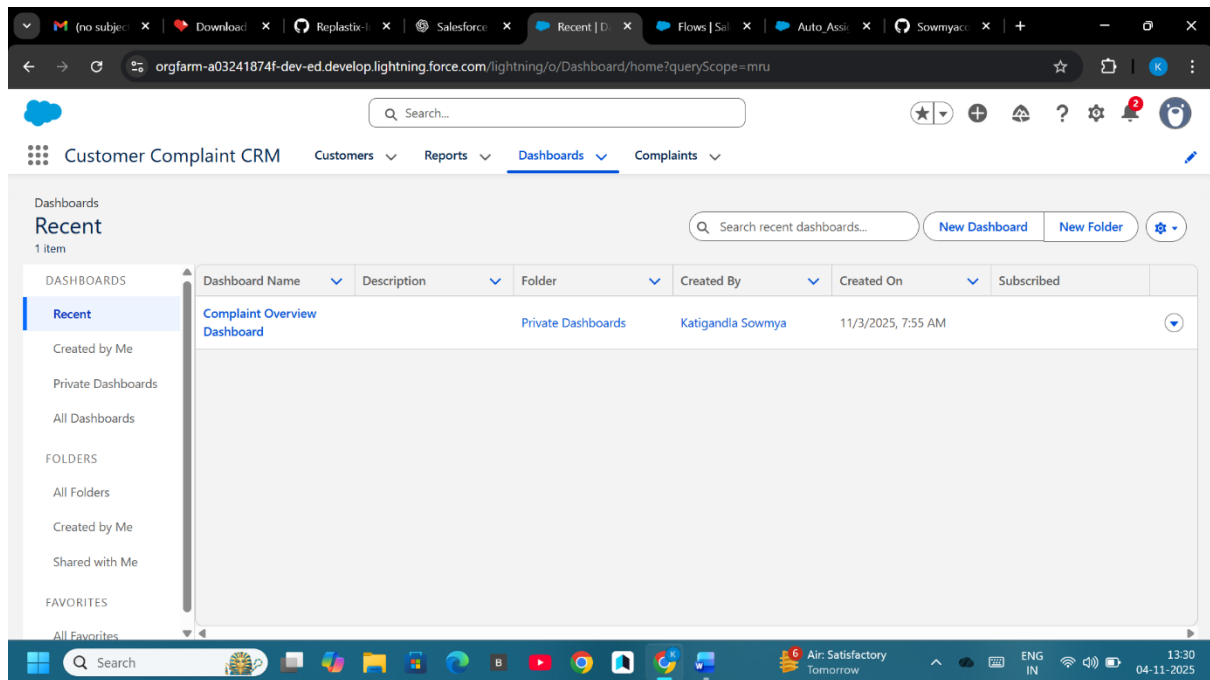 (no subjec
Download
Replastix-I
Salesforce
Recent | D
Flows | Sal
Auto_Assig
Sowmyacc
orgfarm-a03241874f-dev-ed.develop.lightning.force.com/lightning/o/Dashboard/home?queryScope=mru
K
Search...
2
Customer Complaint CRM
Customers
Reports
Dashboards
Complaints
Dashboards
Recent
1 item
Search recent dashboards...
New Dashboard
New Folder
DASHBOARDS
Dashboard Name
Description
Folder
Created By
Created On
Subscribed
Recent
Complaint Overview
Dashboard
Private Dashboards
Katigandla Sowmya
11/3/2025, 7:55 AM
Created by Me
Private Dashboards
All Dashboards
FOLDERS
All Folders
Created by Me
Shared with Me
FAVORITES
All Favorites
Search
B
K
6
Air: Satisfactory
Tomorrow
ENG
IN
13:30
04-11-2025